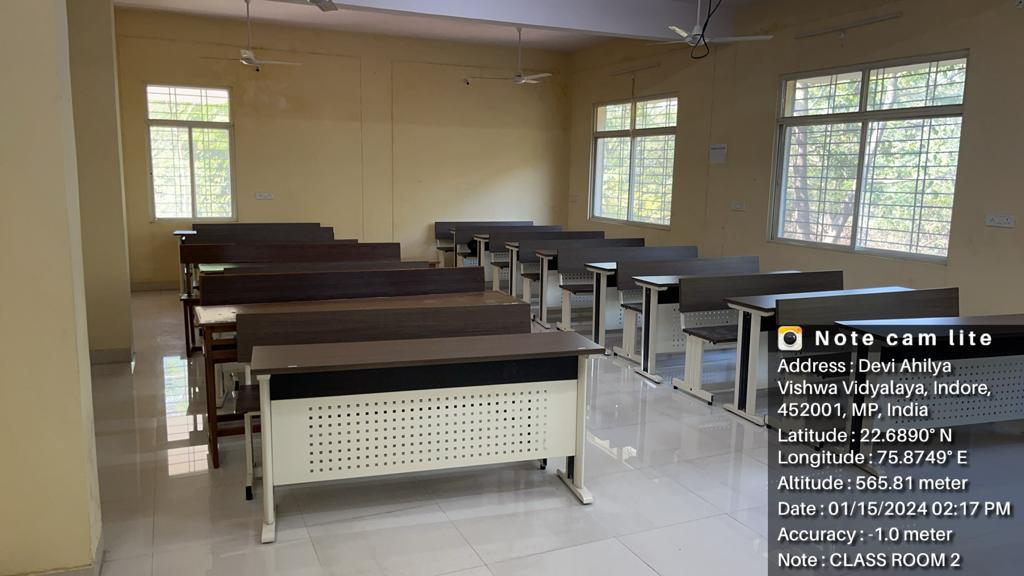 Note cam lite
Address : Devi Ahilya
Vishwa Vidyalaya, Indore,
452001, MP, India
Latitude : 22.6890° N
Longitude : 75.8749° E
Altitude : 565.81 meter
Date : 01/15/2024 02:17 PM
Accuracy : -1.0 meter
Note : CLASS ROOM 2